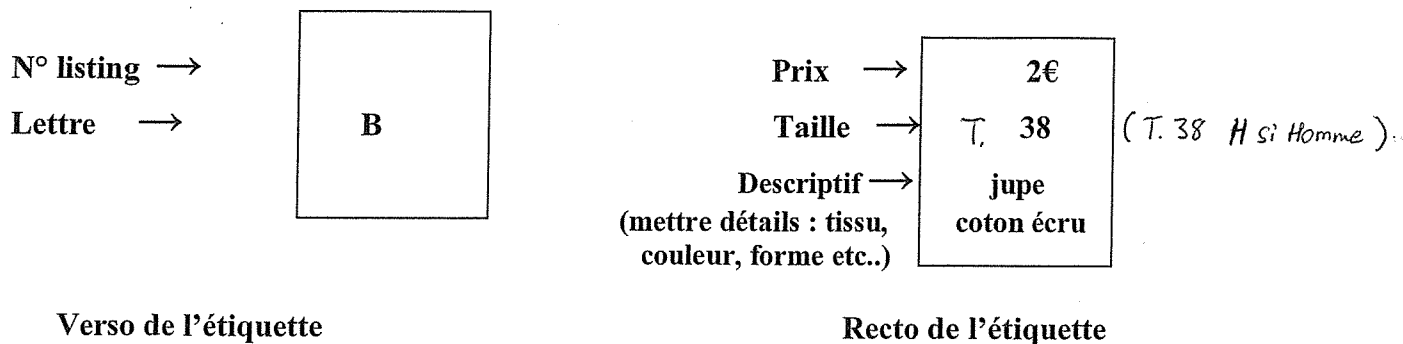 N° listing →
Lettre → B
Verso de l'étiquette
Prix → 2€
Taille → T. 38 (T. 38 H si Homme).
Descriptif → jupe
(mettre détails : tissu, coton écru
couleur, forme etc..)
Recto de l'étiquette